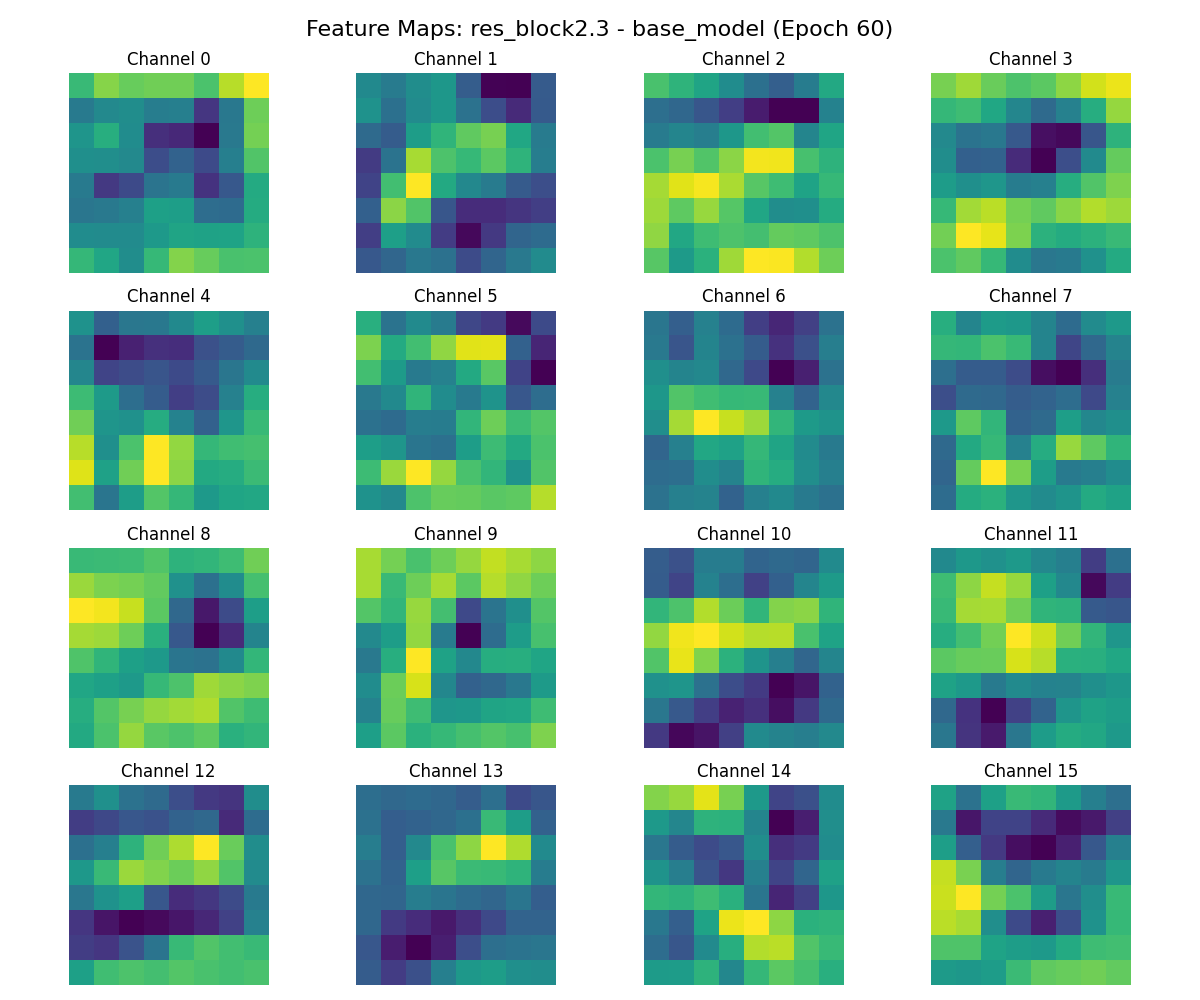 Feature Maps: res_block2.3 - base_model (Epoch 60)
Channel 0
Channel 1
Channel 2
Channel 3
Channel 4
Channel 5
Channel 6
Channel 7
Channel 8
Channel 9
Channel 10
Channel 11
Channel 12
Channel 13
Channel 14
Channel 15